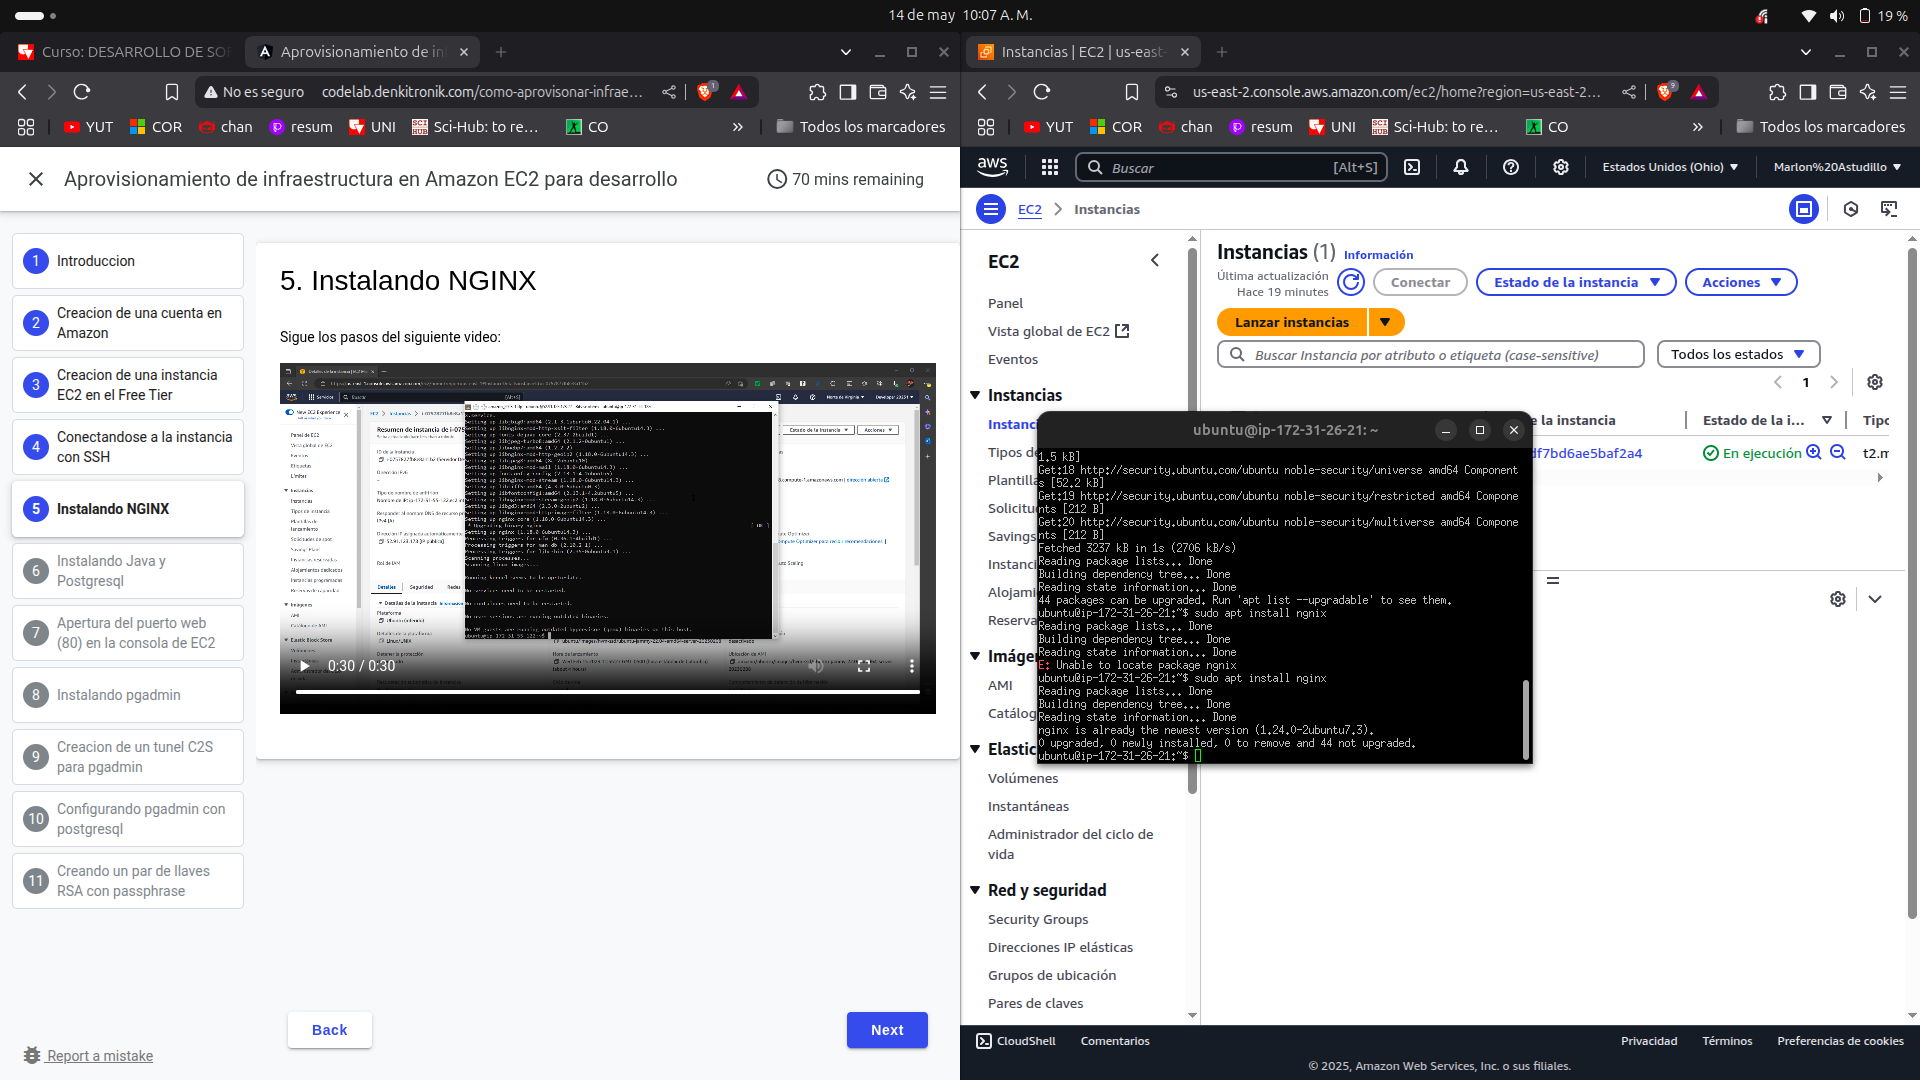 14 de may 10:07 A. M.
19 %
Curso: DESARROLLO DE SOF
Aprovisionamiento de in
No es seguro codelab.denkitronik.com/como-aprovisonar-infrae...
YUT
COR
chan
resum
UNI
Sci-Hub: to re...
CO
Todos los marcadores
Aprovisionamiento de infraestructura en Amazon EC2 para desarrollo
70 mins remaining
1 Introduccion
2 Creacion de una cuenta en
Amazon
3 Creacion de una instancia
EC2 en el Free Tier
4 Conectandose a la instancia
con SSH
5 Instalando NGINX
6 Instalando Java y
Postgresql
7 Apertura del puerto web
(80) en la consola de EC2
8 Instalando pgadmin
9 Creacion de un tunel C2S
para pgadmin
10 Configurando pgadmin con
postgresql
11 Creando un par de llaves
RSA con passphrase
5. Instalando NGINX
Sigue los pasos del siguiente video:
0:30 / 0:30
Back
Next
Report a mistake
Instancias | EC2 | us-east-
us-east-2.console.aws.amazon.com/ec2/home?region=us-east-2...
YUT
COR
chan
resum
UNI
Sci-Hub: to re...
CO
Todos los marcadores
aws
Buscar
[Alt+S]
Estados Unidos (Ohio)
Marlon%20Astudillo
EC2
Instancias
EC2
Panel
Vista global de EC2
Eventos
Instancias
Instanc
Tipos de
Plantilla
Solicitu
Savings
Instanci
Alojami
Reserva
Imáge
AMI
Catálog
Elastic
Volúmenes
Instantáneas
Administrador del ciclo de
vida
Red y seguridad
Security Groups
Direcciones IP elásticas
Grupos de ubicación
Pares de claves
Instancias (1) Información
Última actualización
Hace 19 minutes
Conectar
Estado de la instancia
Acciones
Lanzar instancias
Buscar Instancia por atributo o etiqueta (case-sensitive)
Todos los estados
1
e la instancia
Estado de la i...
Tipo
df7bd6ae5baf2a4
En ejecución
t2.m
ubuntu@ip-172-31-26-21: ~
1.5 kB]
Get:18 http://security.ubuntu.com/ubuntu noble-security/universe amd64 Component
s [52.2 kB]
Get:19 http://security.ubuntu.com/ubuntu noble-security/restricted amd64 Compone
nts [212 B]
Get:20 http://security.ubuntu.com/ubuntu noble-security/multiverse amd64 Compone
nts [212 B]
Fetched 3237 kB in 1s (2706 kB/s)
Reading package lists... Done
Building dependency tree... Done
Reading state information... Done
44 packages can be upgraded. Run 'apt list --upgradable' to see them.
ubuntu@ip-172-31-26-21:~$ sudo apt install ngnix
Reading package lists... Done
Building dependency tree... Done
Reading state information... Done
E: Unable to locate package ngnix
ubuntu@ip-172-31-26-21:~$ sudo apt install nginx
Reading package lists... Done
Building dependency tree... Done
Reading state information... Done
nginx is already the newest version (1.24.0-2ubuntu7.3).
0 upgraded, 0 newly installed, 0 to remove and 44 not upgraded.
ubuntu@ip-172-31-26-21:~$
CloudShell
Comentarios
Privacidad
Términos
Preferencias de cookies
© 2025, Amazon Web Services, Inc. o sus filiales.